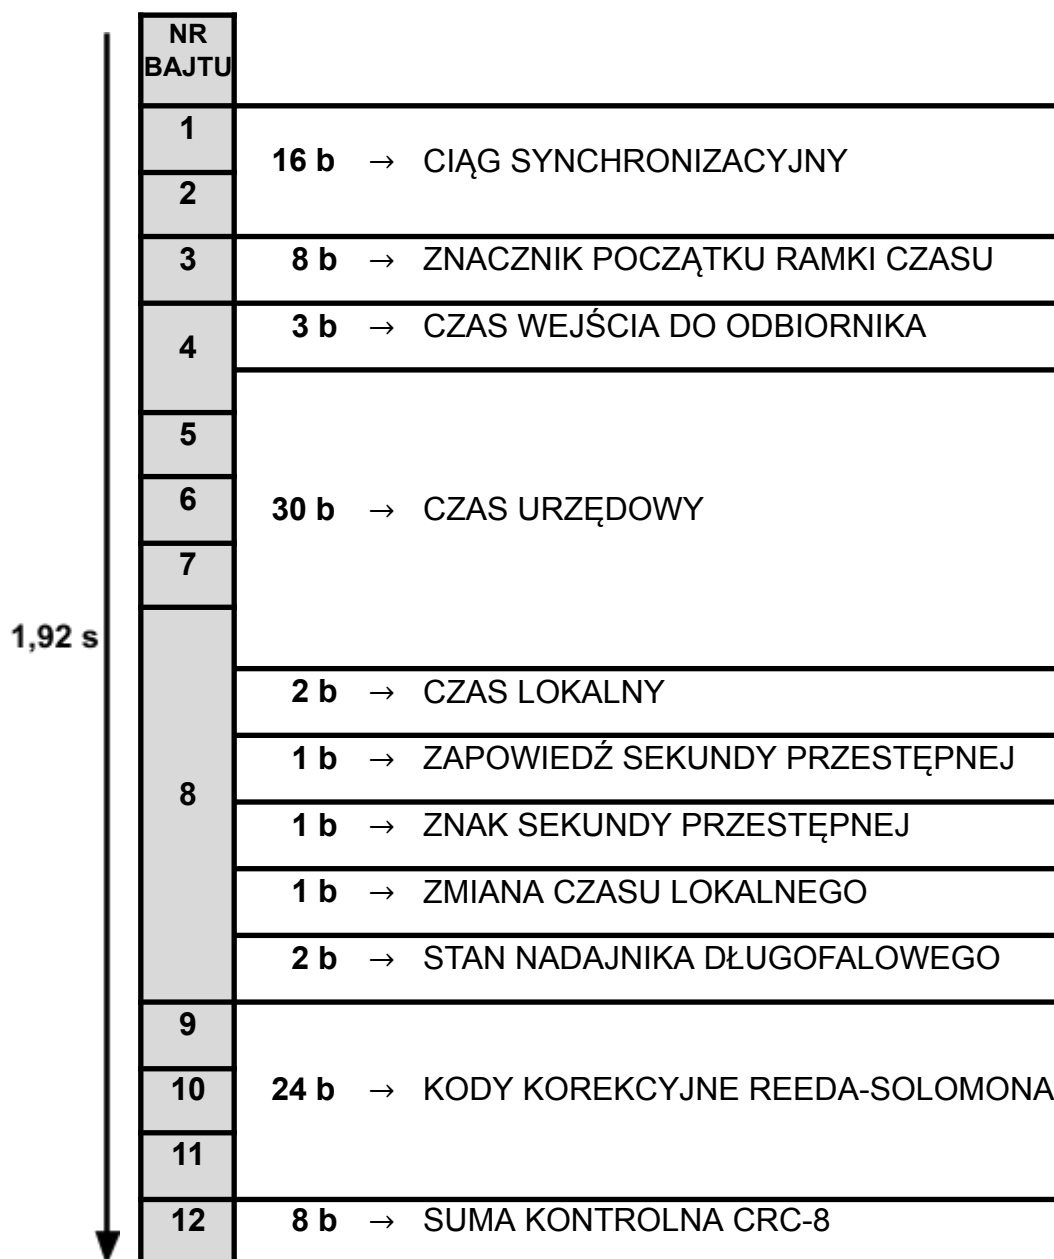 NR
BAJTU
1
16 b → CIĄG SYNCHRONIZACYJNY
2
3 8 b → ZNACZNIK POCZĄTKU RAMKI CZASU
3 b → CZAS WEJŚCIA DO ODBIORNIKA
4
5
6 30 b → CZAS URZĘDOWY
7
1,92 s
2 b → CZAS LOKALNY
1 b → ZAPOWIEDŹ SEKUNDY PRZESTĘPNEJ
8
1 b → ZNAK SEKUNDY PRZESTĘPNEJ
1 b → ZMIANA CZASU LOKALNEGO
2 b → STAN NADAJNIKA DŁUGOFALOWEGO
9
10 24 b → KODY KOREKCYJNE REEDA-SOLOMONA
11
12 8 b → SUMA KONTROLNA CRC-8